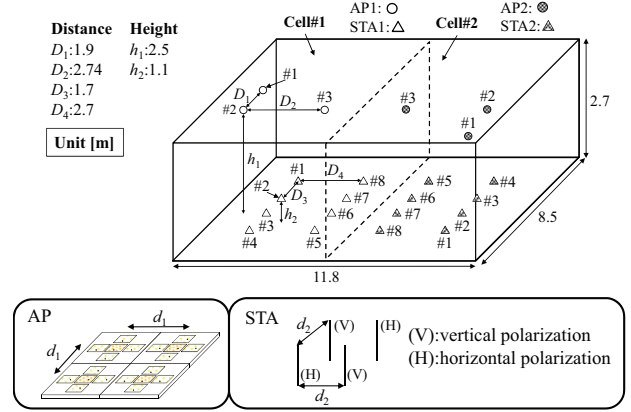 AP1:
AP2:
Distance
Height
Cell#1
STA1:
Cell#2
STA2:
D1:1.9
h1:2.5
D2:2.74
h2:1.1
D3:1.7
D4:2.7
Unit [m]
#1
D1
#2
D2
#3
#3
#2
#1
2.7
h1
#1
D4
#8
#5
#4
#2
D3
#7
#6
#3
h2
#3
#6
#7
#2
#4
#5
#8
#1
8.5
11.8
AP
d1
d1
STA
d2
(V)
(H)
(V):vertical polarization
(H):horizontal polarization
(H)
(V)
d2